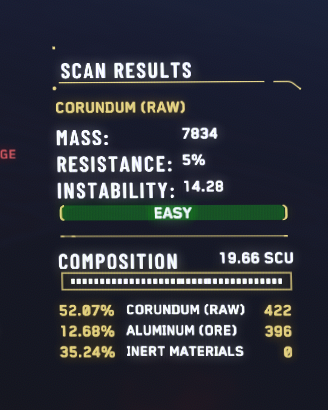 SCAN RESULTS
CORUNDUM (RAW)
GE
MASS: 7834
RESISTANCE: 5%
INSTABILITY: 14.28
EASY
COMPOSITION 19.66 SCU
52.07% CORUNDUM (RAW) 422
12.68% ALUMINUM (ORE) 396
35.24% INERT MATERIALS 0